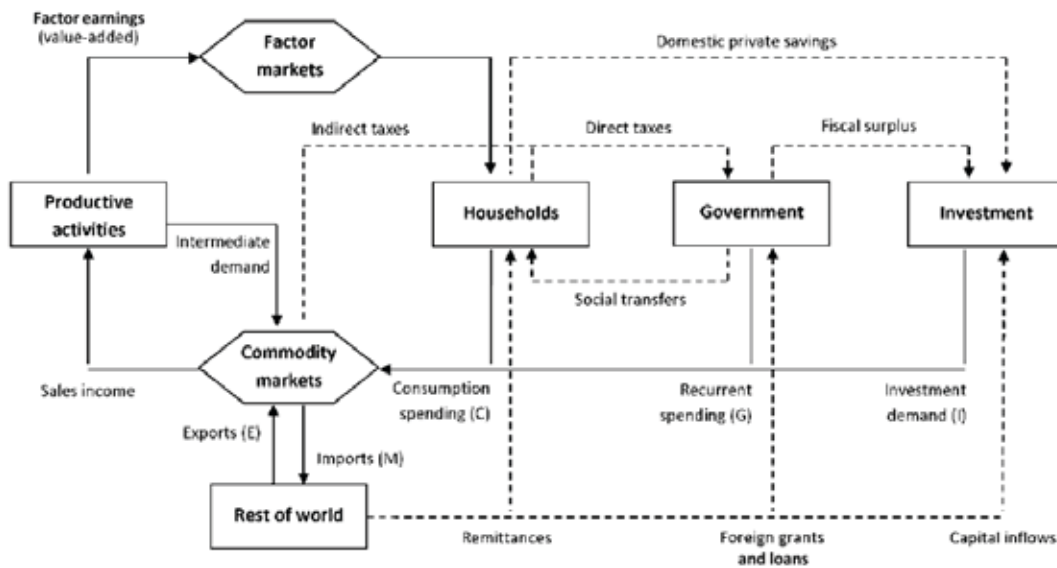 Factor earnings
(value-added)
Factor
markets
Domestic private savings
Indirect taxes
Direct taxes
Fiscal surplus
Productive
activities
Households
Government
Investment
Intermediate
demand
Social transfers
Commodity
markets
Sales income
Consumption
spending (C)
Recurrent
spending (G)
Investment
demand (I)
Exports (E)
Imports (M)
Rest of world
Remittances
Foreign grants
and loans
Capital inflows